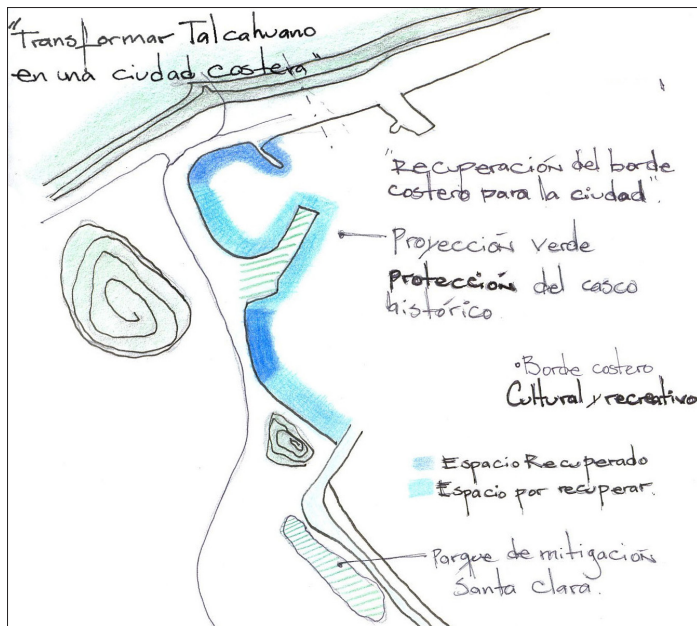 "Transformar Talcahuano
en una ciudad costera"
"Recuperación del borde
costero para la ciudad".
Proyección verde
Protección del casco
histórico
Borde costero
Cultural y recreativo
Espacio Recuperado
Espacio por recuperar.
Parque de mitigación
Santa Clara.